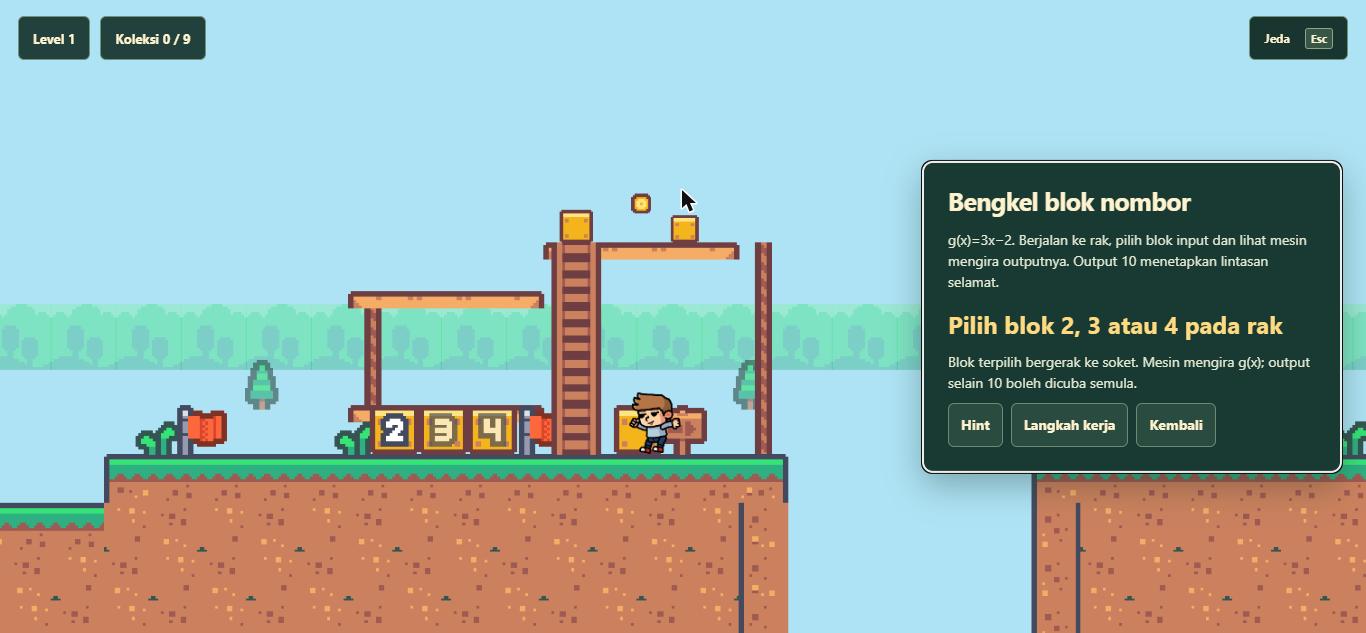 Level 1
Koleksi 0 / 9
Jeda Esc
Bengkel blok nombor
g(x)=3x−2. Berjalan ke rak, pilih blok input dan lihat mesin
mengira outputnya. Output 10 menetapkan lintasan
selamat.
Pilih blok 2, 3 atau 4 pada rak
Blok terpilih bergerak ke soket. Mesin mengira g(x); output
selain 10 boleh dicuba semula.
Hint
Langkah kerja
Kembali
2 3 4